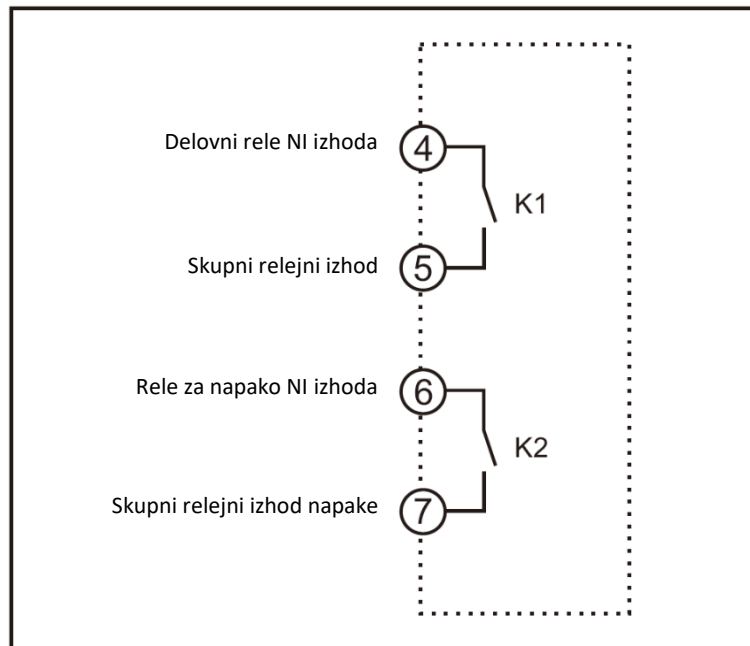 Delovni rele NI izhoda 4
K1
Skupni relejni izhod 5
Rele za napako NI izhoda 6
K2
Skupni relejni izhod napake 7